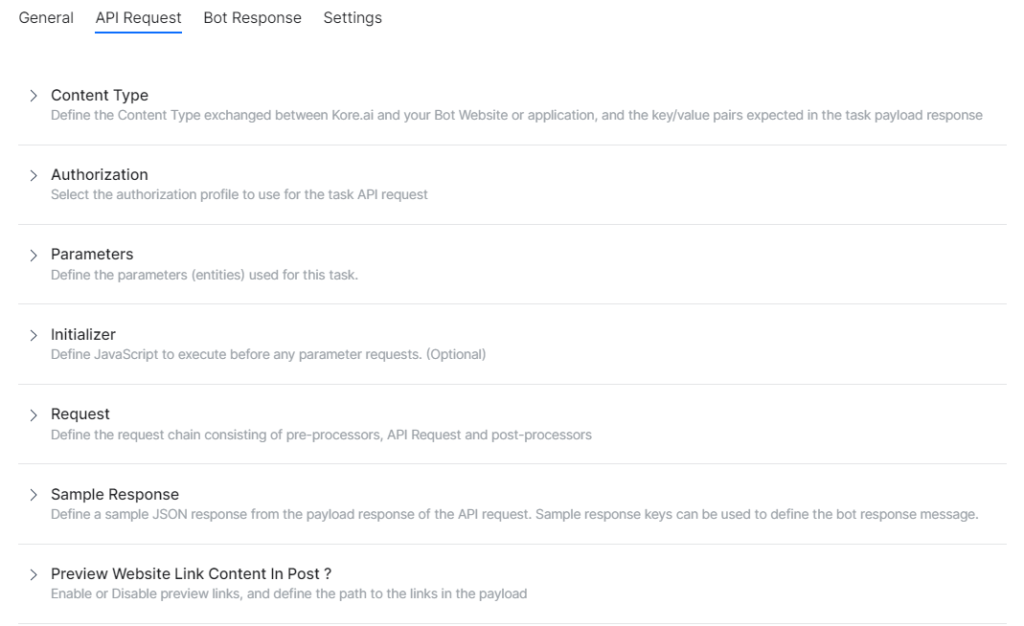 General API Request Bot Response Settings
Content Type
Define the Content Type exchanged between Kore.ai and your Bot Website or application, and the key/value pairs expected in the task payload response
Authorization
Select the authorization profile to use for the task API request
Parameters
Define the parameters (entities) used for this task.
Initializer
Define JavaScript to execute before any parameter requests. (Optional)
Request
Define the request chain consisting of pre-processors, API Request and post-processors
Sample Response
Define a sample JSON response from the payload response of the API request. Sample response keys can be used to define the bot response message.
Preview Website Link Content In Post ?
Enable or Disable preview links, and define the path to the links in the payload